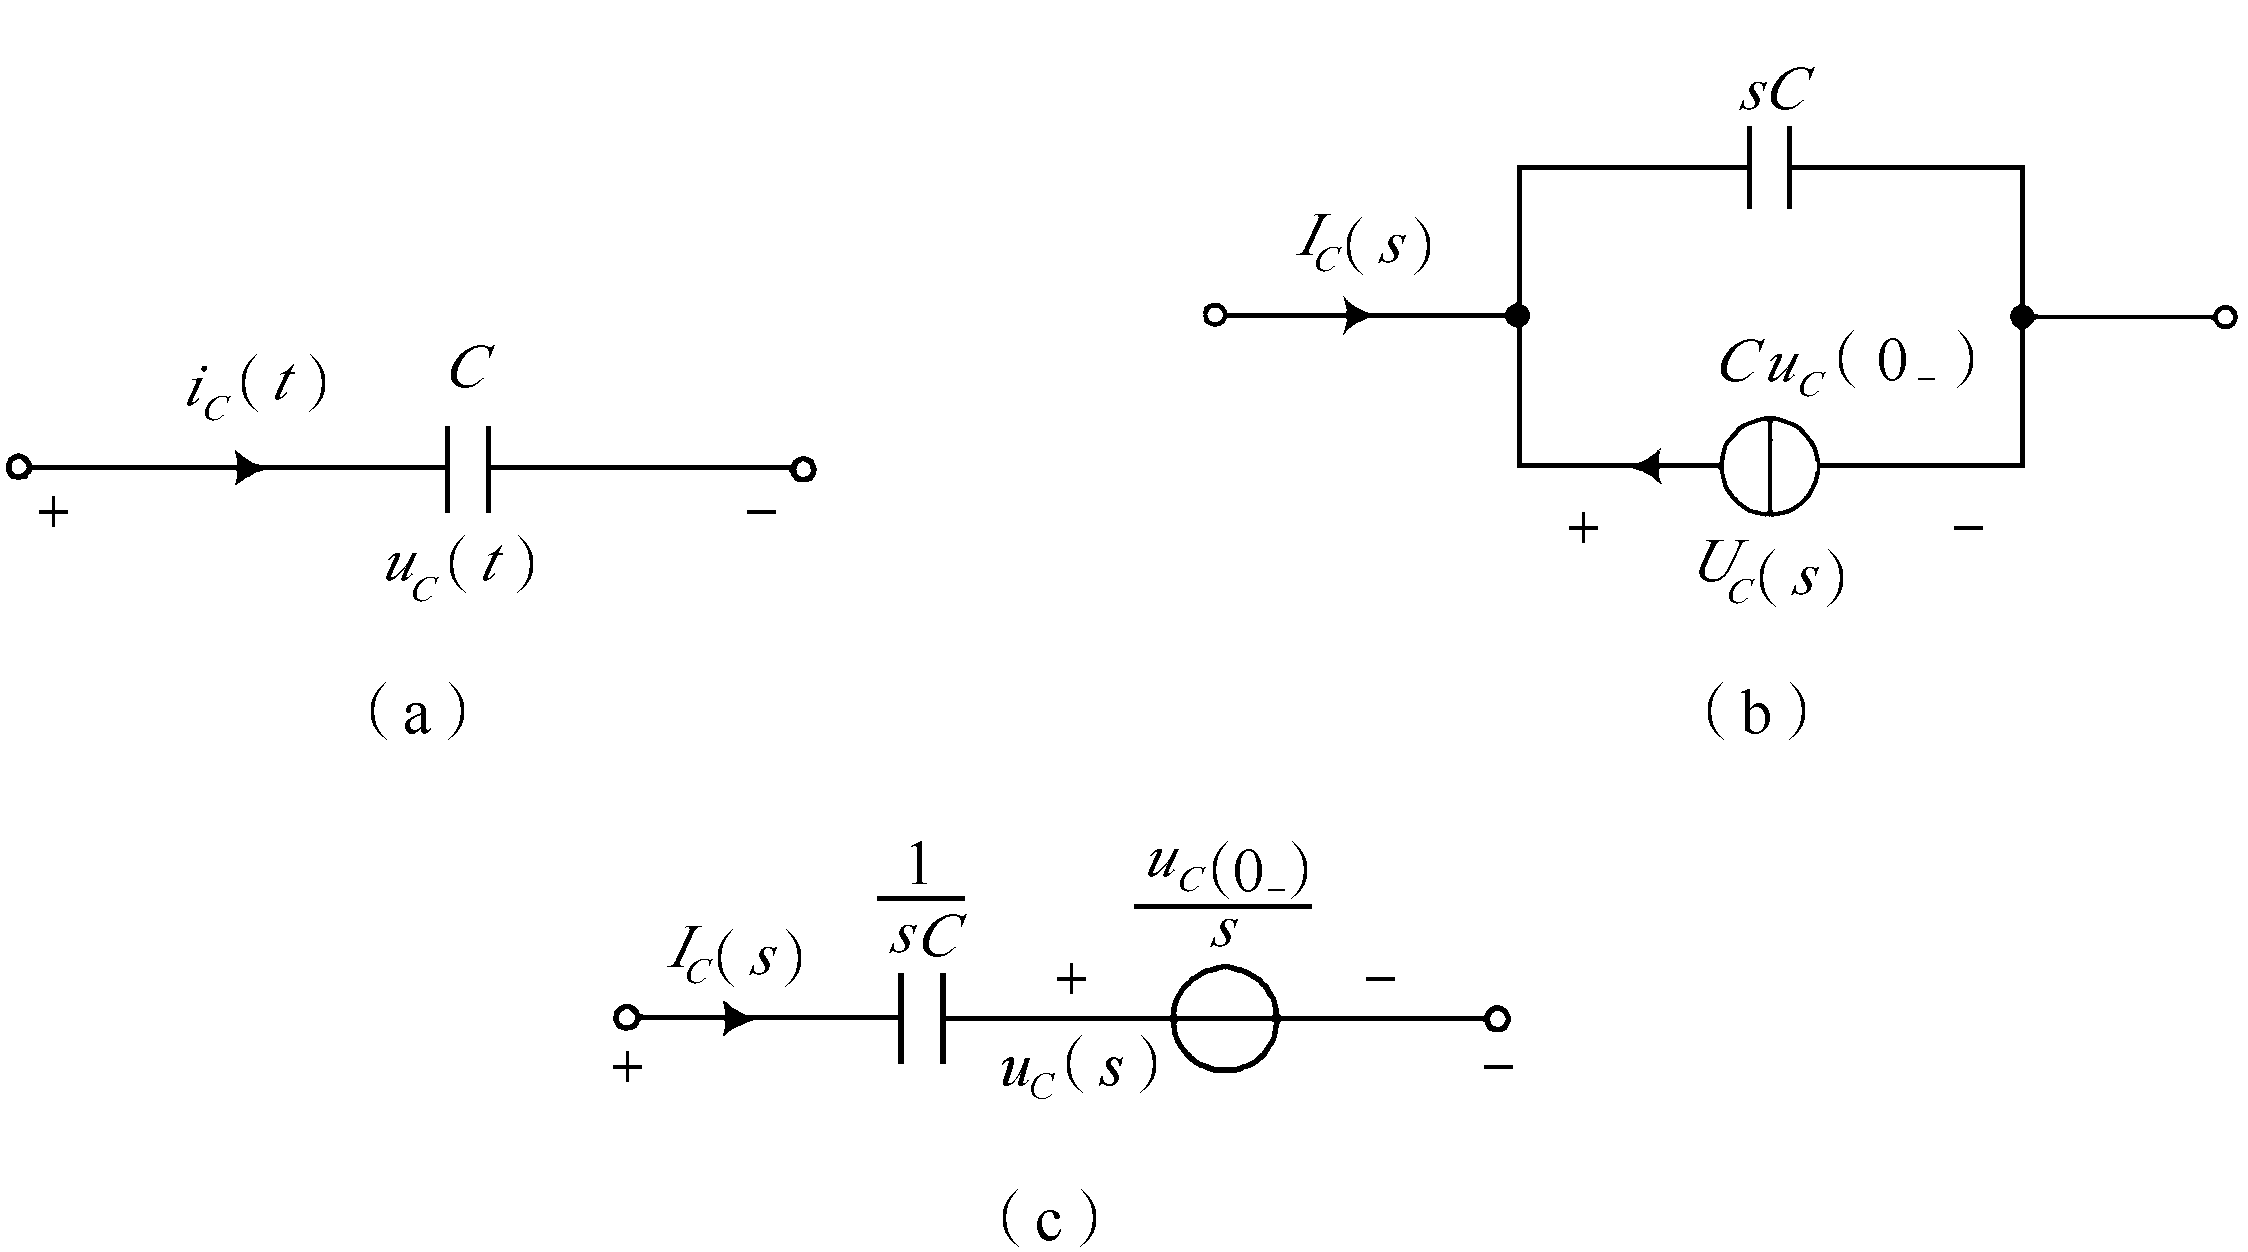 i_C(t)
C
+
−
u_C(t)
(a)
sC
I_C(s)
Cu_C(0_−)
+
−
U_C(s)
(b)
1
sC
u_C(0_−)
s
I_C(s)
+
−
u_C(s)
+
−
(c)